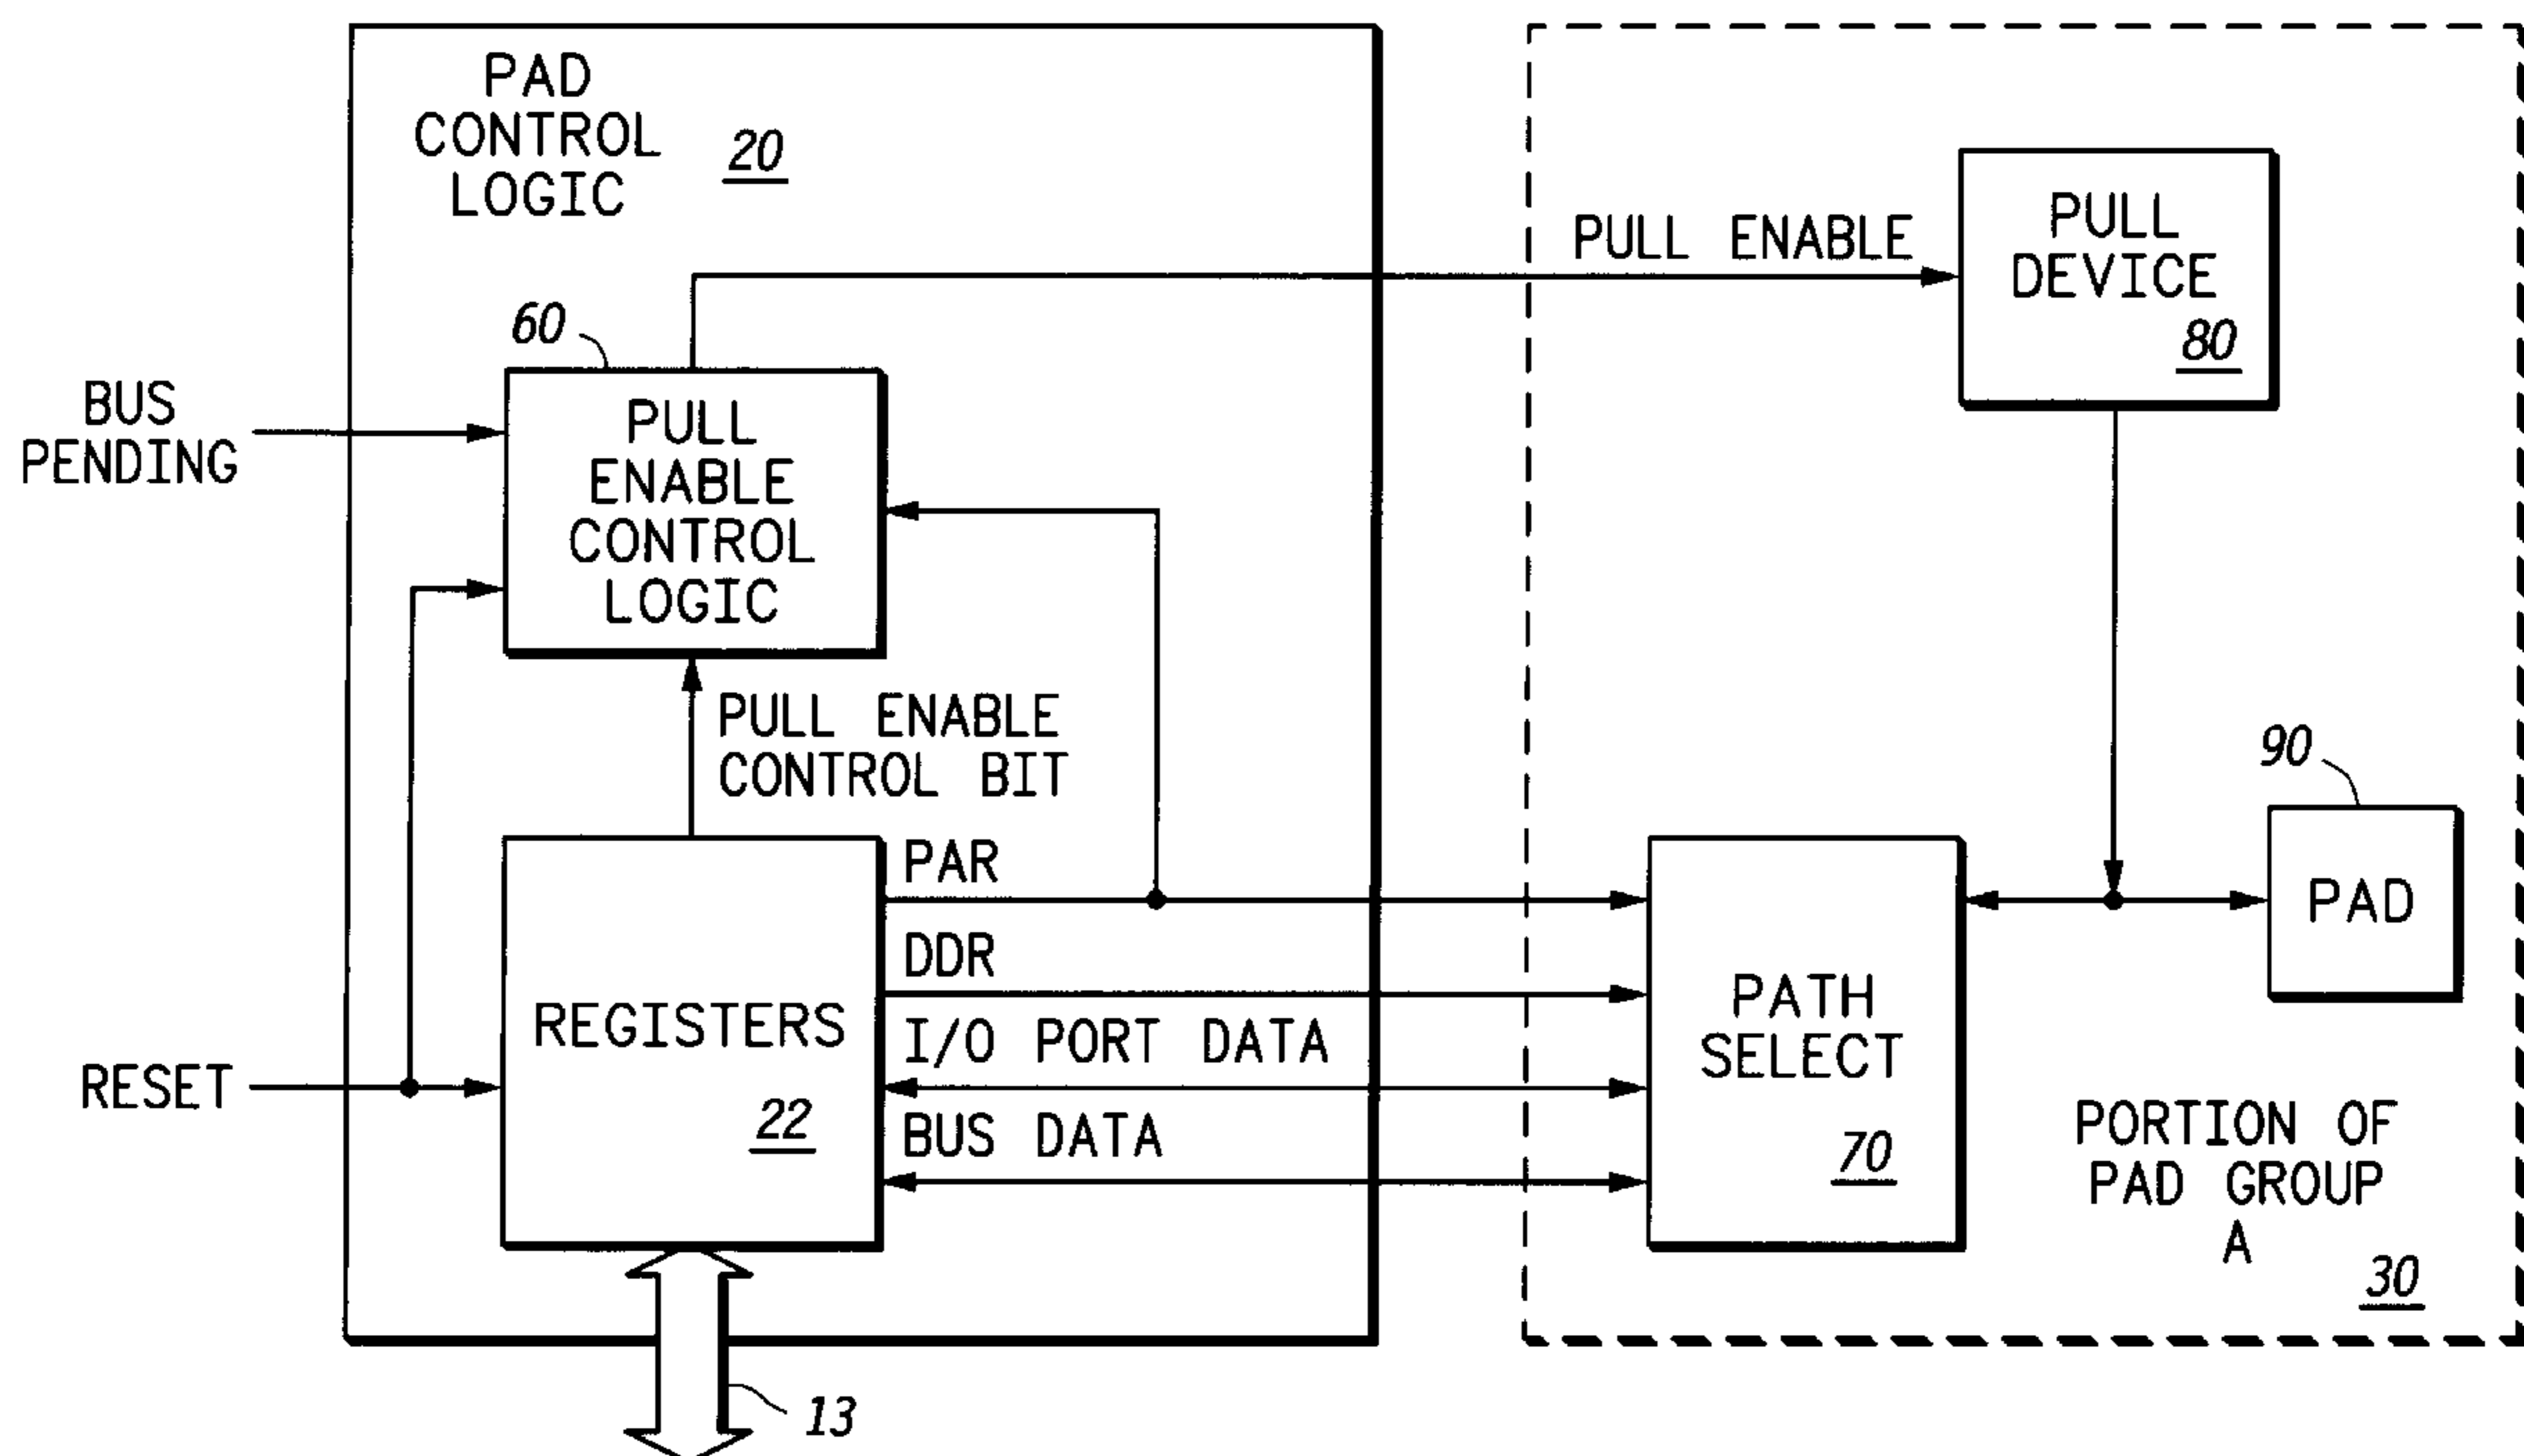 PAD
CONTROL
LOGIC
20
PULL ENABLE
PULL
DEVICE
80
60
BUS
PENDING
PULL
ENABLE
CONTROL
LOGIC
PULL ENABLE
CONTROL BIT
90
PAD
PAR
DDR
I/O PORT DATA
BUS DATA
REGISTERS
22
RESET
PATH
SELECT
70
PORTION OF
PAD GROUP
A
30
13